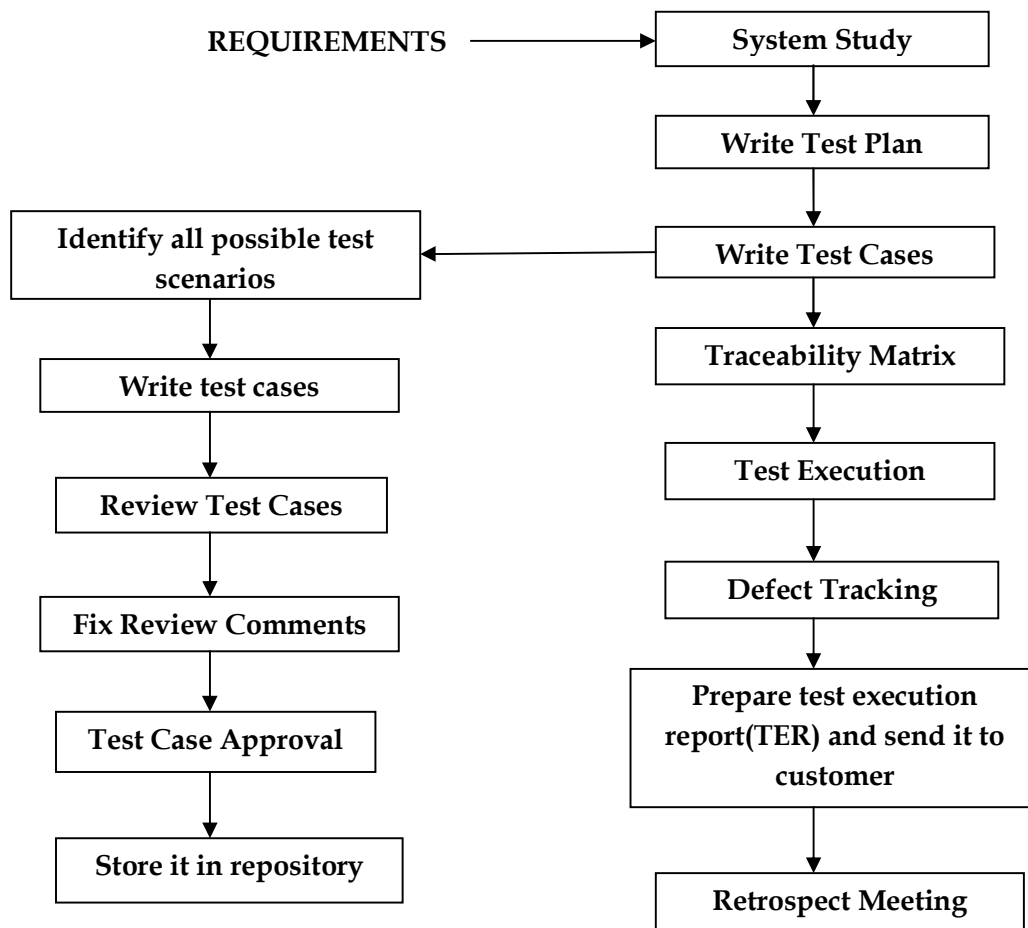 REQUIREMENTS
System Study
Write Test Plan
Identify all possible test
scenarios
Write Test Cases
Traceability Matrix
Write test cases
Test Execution
Review Test Cases
Defect Tracking
Fix Review Comments
Prepare test execution
report(TER) and send it to
customer
Test Case Approval
Store it in repository
Retrospect Meeting